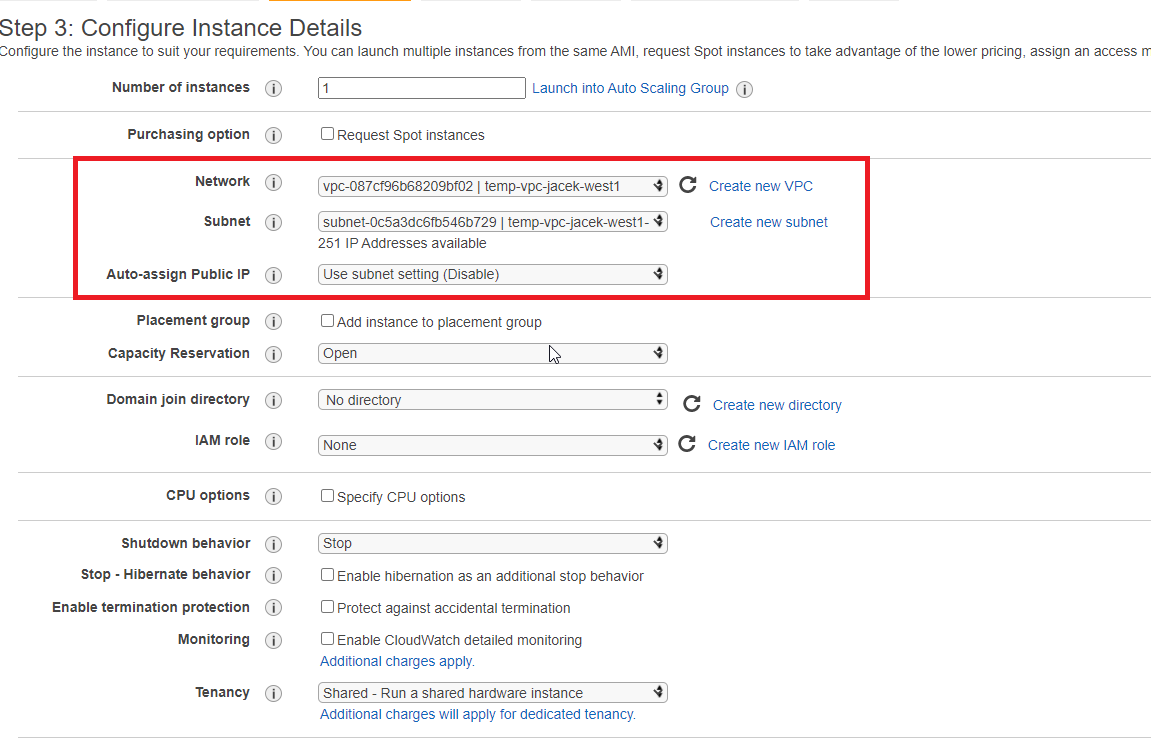 Step 3: Configure Instance Details
Configure the instance to suit your requirements. You can launch multiple instances from the same AMI, request Spot instances to take advantage of the lower pricing, assign an access m
Number of instances i 1 Launch into Auto Scaling Group i
Purchasing option i Request Spot instances
Network i vpc-087cf96b68209bf02 | temp-vpc-jacek-west1 Create new VPC
Subnet i subnet-0c5a3dc6fb546b729 | temp-vpc-jacek-west1- Create new subnet
251 IP Addresses available
Auto-assign Public IP i Use subnet setting (Disable)
Placement group i Add instance to placement group
Capacity Reservation i Open
Domain join directory i No directory Create new directory
IAM role i None Create new IAM role
CPU options i Specify CPU options
Shutdown behavior i Stop
Stop - Hibernate behavior i Enable hibernation as an additional stop behavior
Enable termination protection i Protect against accidental termination
Monitoring i Enable CloudWatch detailed monitoring
Additional charges apply.
Tenancy i Shared - Run a shared hardware instance
Additional charges will apply for dedicated tenancy.